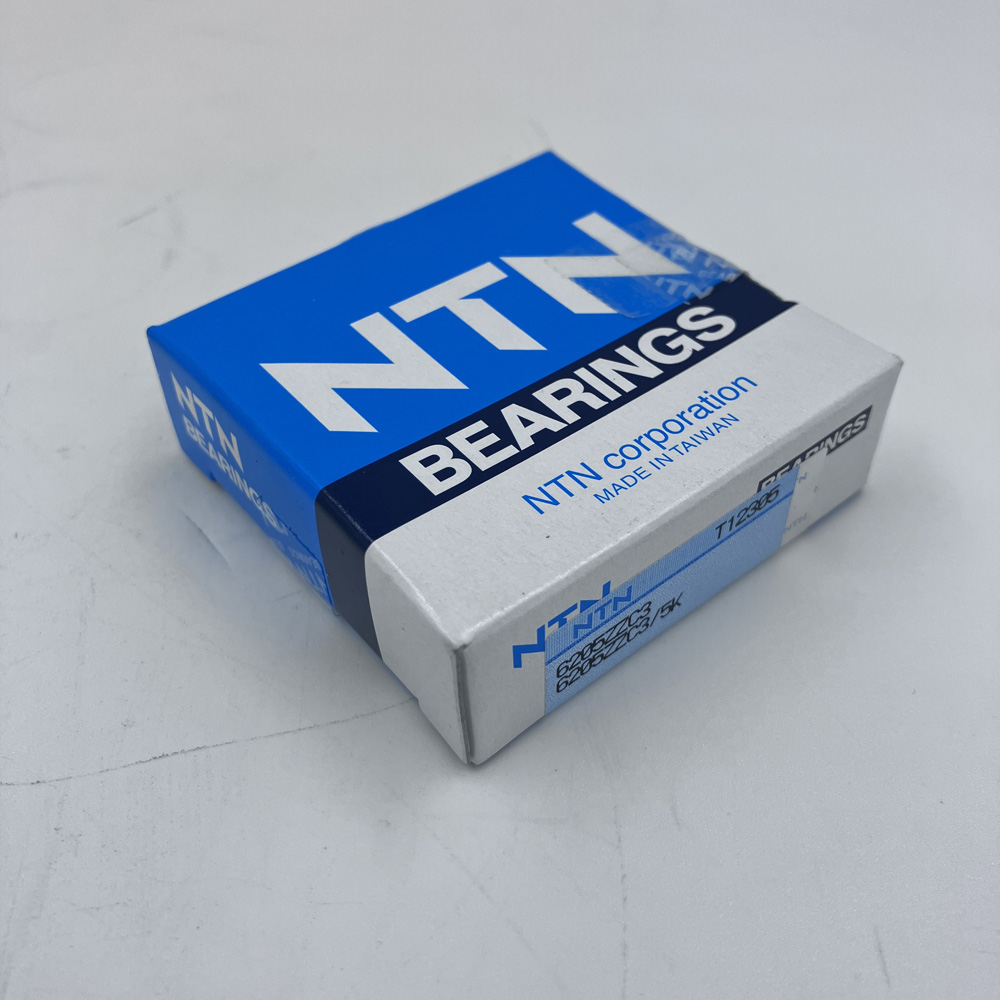 NTN
BEARINGS
NTN corporation
MADE IN TAIWAN
NTN
BEARINGS
BEARINGS
T12305
NTN
NTN
6205ZZC3
6205ZZC3/5K